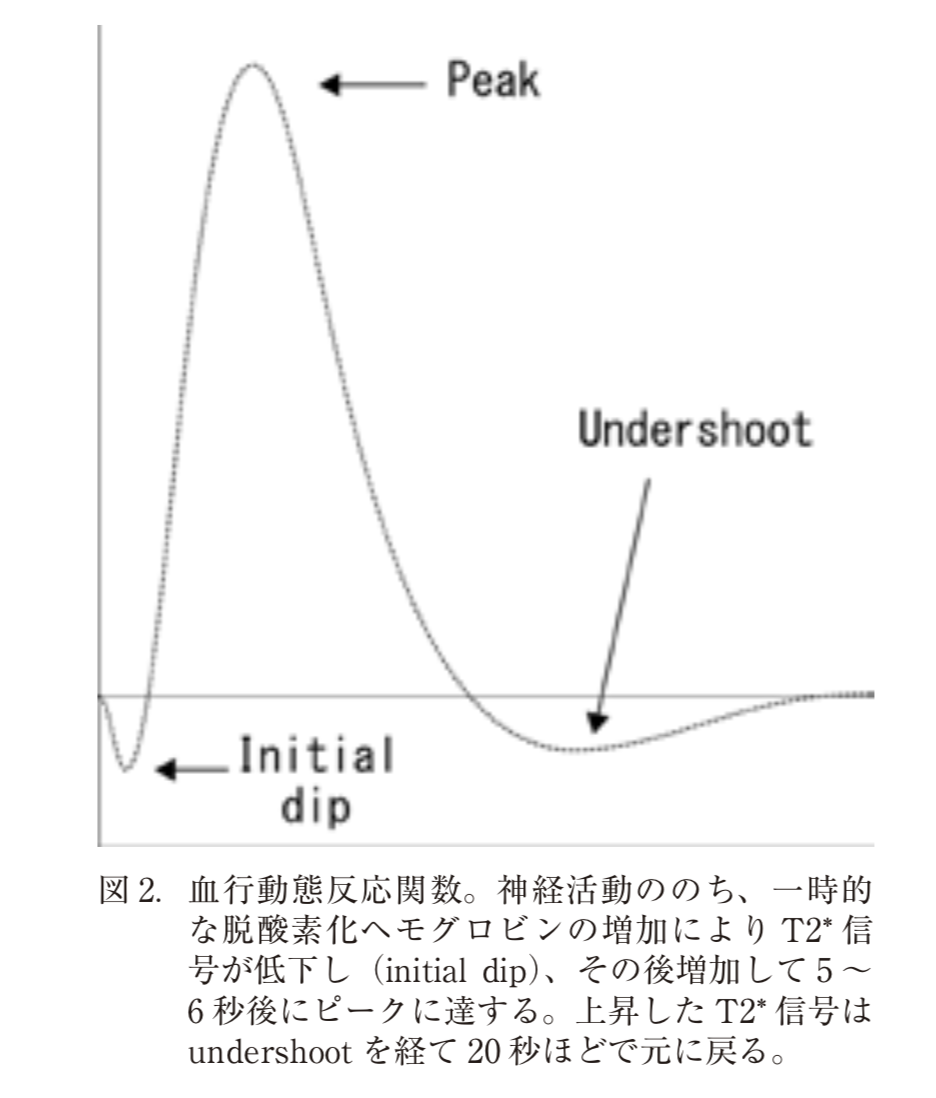 Peak
Undershoot
Initial
dip
図 2. 血行動態反応関数。神経活動ののち、一時的
な脱酸素化ヘモグロビンの増加により T2* 信
号が低下し（initial dip）、その後増加して 5 ～
6 秒後にピークに達する。上昇した T2* 信号は
undershoot を経て 20 秒ほどで元に戻る。